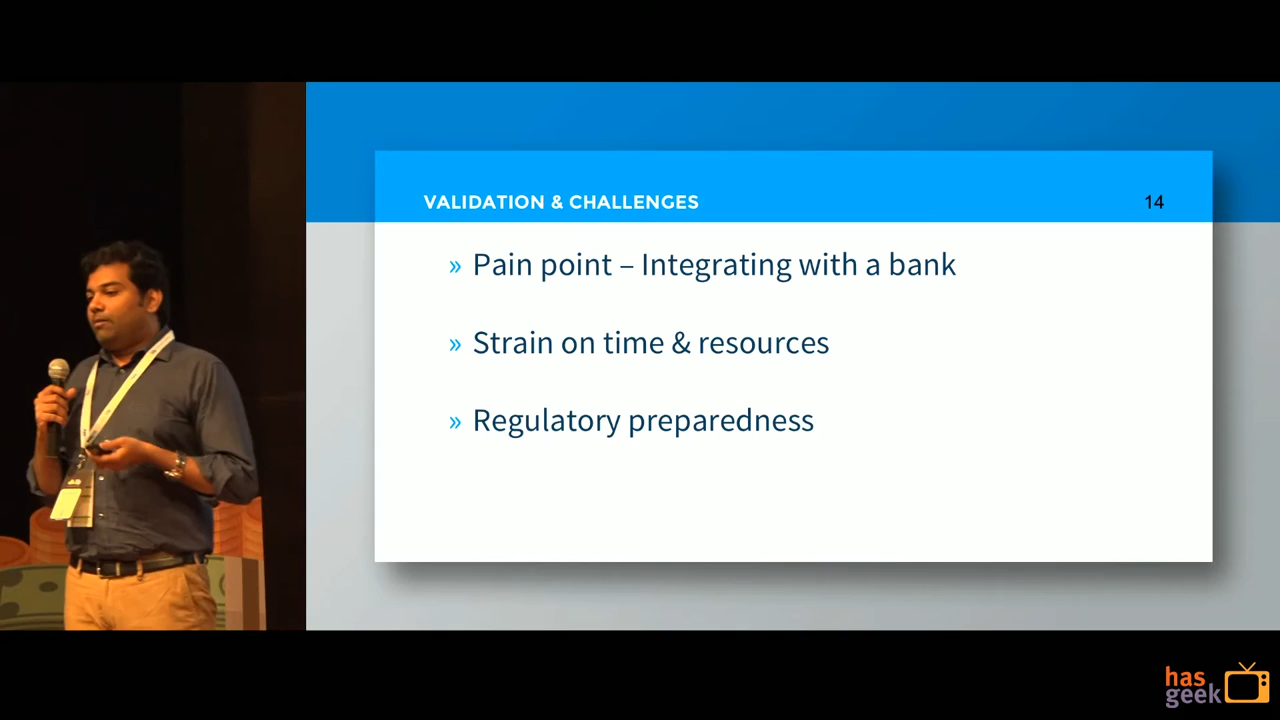 VALIDATION & CHALLENGES
14
» Pain point – Integrating with a bank
» Strain on time & resources
» Regulatory preparedness
has
geek